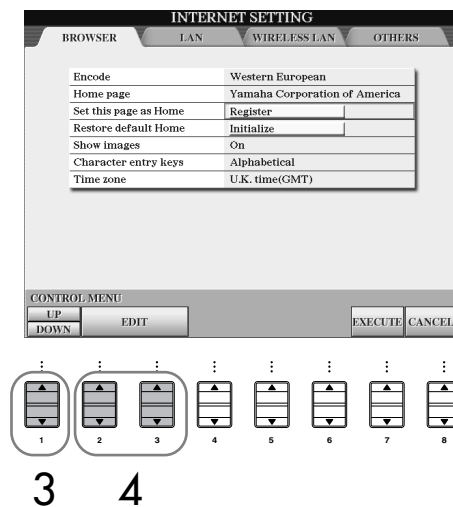 INTERNET SETTING
BROWSER LAN WIRELESS LAN OTHERS
Encode Western European
Home page Yamaha Corporation of America
Set this page as Home Register
Restore default Home Initialize
Show images On
Character entry keys Alphabetical
Time zone U.K. time(GMT)
CONTROL MENU
UP
DOWN EDIT EXECUTE CANCEL
1 2 3 4 5 6 7 8
3 4